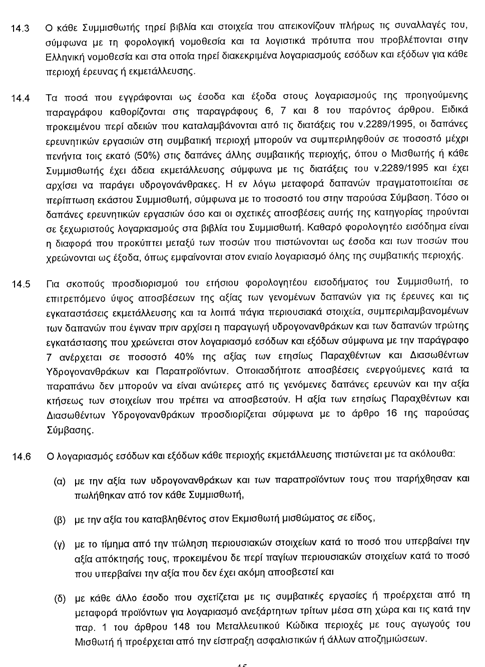 14.3 Ο κάθε Συμμισθωτής τηρεί βιβλία και στοιχεία που απεικονίζουν πλήρως τις συναλλαγές του,
σύμφωνα με τη φορολογική νομοθεσία και τα λογιστικά πρότυπα που προβλέπονται στην
Ελληνική νομοθεσία και στα οποία τηρεί διακεκριμένα λογαριασμούς εσόδων και εξόδων για κάθε
περιοχή έρευνας ή εκμετάλλευσης.
14.4 Τα ποσά που εγγράφονται ως έσοδα και έξοδα στους λογαριασμούς της προηγούμενης
παραγράφου καθορίζονται στις παραγράφους 6, 7 και 8 του παρόντος άρθρου. Ειδικά
προκειμένου περί αδειών που καταλαμβάνονται από τις διατάξεις του ν.2289/1995, οι δαπάνες
ερευνητικών εργασιών στη συμβατική περιοχή μπορούν να συμπεριληφθούν σε ποσοστό μέχρι
πενήντα τοις εκατό (50%) στις δαπάνες άλλης συμβατικής περιοχής, όπου ο Μισθωτής ή κάθε
Συμμισθωτής έχει άδεια εκμετάλλευσης σύμφωνα με τις διατάξεις του ν.2289/1995 και έχει
αρχίσει να παράγει υδρογονάνθρακες. Η εν λόγω μεταφορά δαπανών πραγματοποιείται σε
περίπτωση εκάστου Συμμισθωτή, σύμφωνα με το ποσοστό του στην παρούσα Σύμβαση. Τόσο οι
δαπάνες ερευνητικών εργασιών όσο και οι σχετικές αποσβέσεις αυτής της κατηγορίας τηρούνται
σε ξεχωριστούς λογαριασμούς στα βιβλία του Συμμισθωτή. Καθαρό φορολογητέο εισόδημα είναι
η διαφορά που προκύπτει μεταξύ των ποσών που πιστώνονται ως έσοδα και των ποσών που
χρεώνονται ως έξοδα, όπως εμφαίνονται στον ενιαίο λογαριασμό όλης της συμβατικής περιοχής.
14.5 Για σκοπούς προσδιορισμού του ετήσιου φορολογητέου εισοδήματος του Συμμισθωτή, το
επιτρεπόμενο ύψος αποσβέσεων της αξίας των γενομένων δαπανών για τις έρευνες και τις
εγκαταστάσεις εκμετάλλευσης και τα λοιπά πάγια περιουσιακά στοιχεία, συμπεριλαμβανομένων
των δαπανών που έγιναν πριν αρχίσει η παραγωγή υδρογονανθράκων και των δαπανών πρώτης
εγκατάστασης που χρεώνεται στον λογαριασμό εσόδων και εξόδων σύμφωνα με την παράγραφο
7 ανέρχεται σε ποσοστό 40% της αξίας των ετησίως Παραχθέντων και Διασωθέντων
Υδρογονανθράκων και Παραπροϊόντων. Οποιασδήποτε αποσβέσεις ενεργούμενες κατά τα
παραπάνω δεν μπορούν να είναι ανώτερες από τις γενόμενες δαπάνες ερευνών και την αξία
κτήσεως των στοιχείων που πρέπει να αποσβεστούν. Η αξία των ετησίως Παραχθέντων και
Διασωθέντων Υδρογονανθράκων προσδιορίζεται σύμφωνα με το άρθρο 16 της παρούσας
Σύμβασης.
14.6 Ο λογαριασμός εσόδων και εξόδων κάθε περιοχής εκμετάλλευσης πιστώνεται με τα ακόλουθα:
(α) με την αξία των υδρογονανθράκων και των παραπροϊόντων τους που παρήχθησαν και
πωλήθηκαν από τον κάθε Συμμισθωτή,
(β) με την αξία του καταβληθέντος στον Εκμισθωτή μισθώματος σε είδος,
(γ) με το τίμημα από την πώληση περιουσιακών στοιχείων κατά το ποσό που υπερβαίνει την
αξία απόκτησής τους, προκειμένου δε περί παγίων περιουσιακών στοιχείων κατά το ποσό
που υπερβαίνει την αξία που δεν έχει ακόμη αποσβεστεί και
(δ) με κάθε άλλο έσοδο που σχετίζεται με τις συμβατικές εργασίες ή προέρχεται από τη
μεταφορά προϊόντων για λογαριασμό ανεξάρτητων τρίτων μέσα στη χώρα και τις κατά την
παρ. 1 του άρθρου 148 του Μεταλλευτικού Κώδικα περιοχές με τους αγωγούς του
Μισθωτή ή προέρχεται από την είσπραξη ασφαλιστικών ή άλλων αποζημιώσεων.